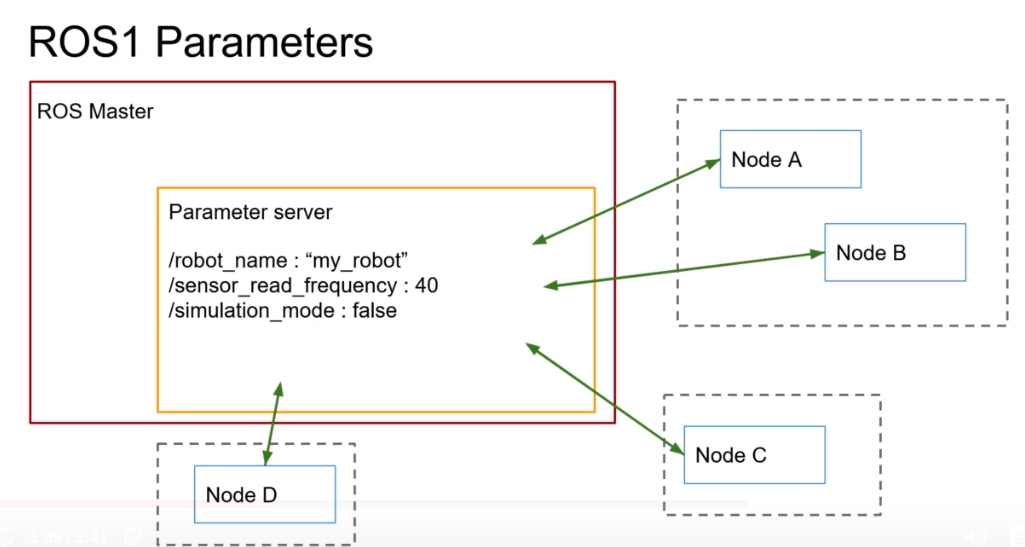 ROS1 Parameters
ROS Master
Parameter server
/robot_name : “my_robot”
/sensor_read_frequency : 40
/simulation_mode : false
Node A
Node B
Node C
Node D
1:09 / 3:41